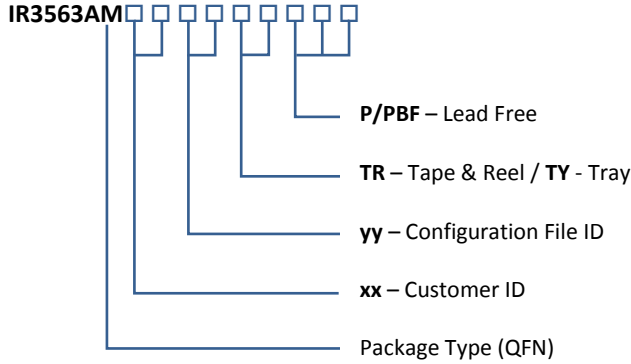 IR3563AM
P/PBF – Lead Free
TR – Tape & Reel / TY - Tray
yy – Configuration File ID
xx – Customer ID
Package Type (QFN)